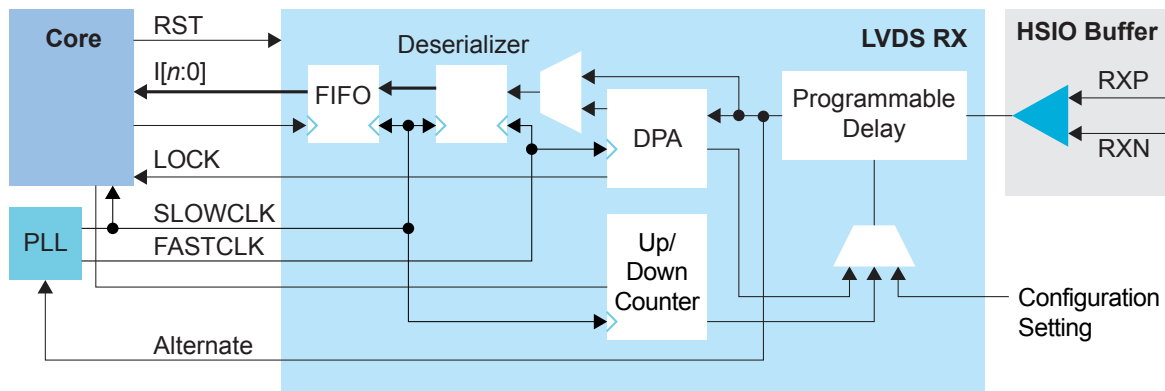 Core
RST
I[n:0]
LOCK
SLOWCLK
FASTCLK
PLL
Alternate
Deserializer
FIFO
LVDS RX
DPA
Programmable
Delay
Up/
Down
Counter
HSIO Buffer
RXP
RXN
Configuration
Setting